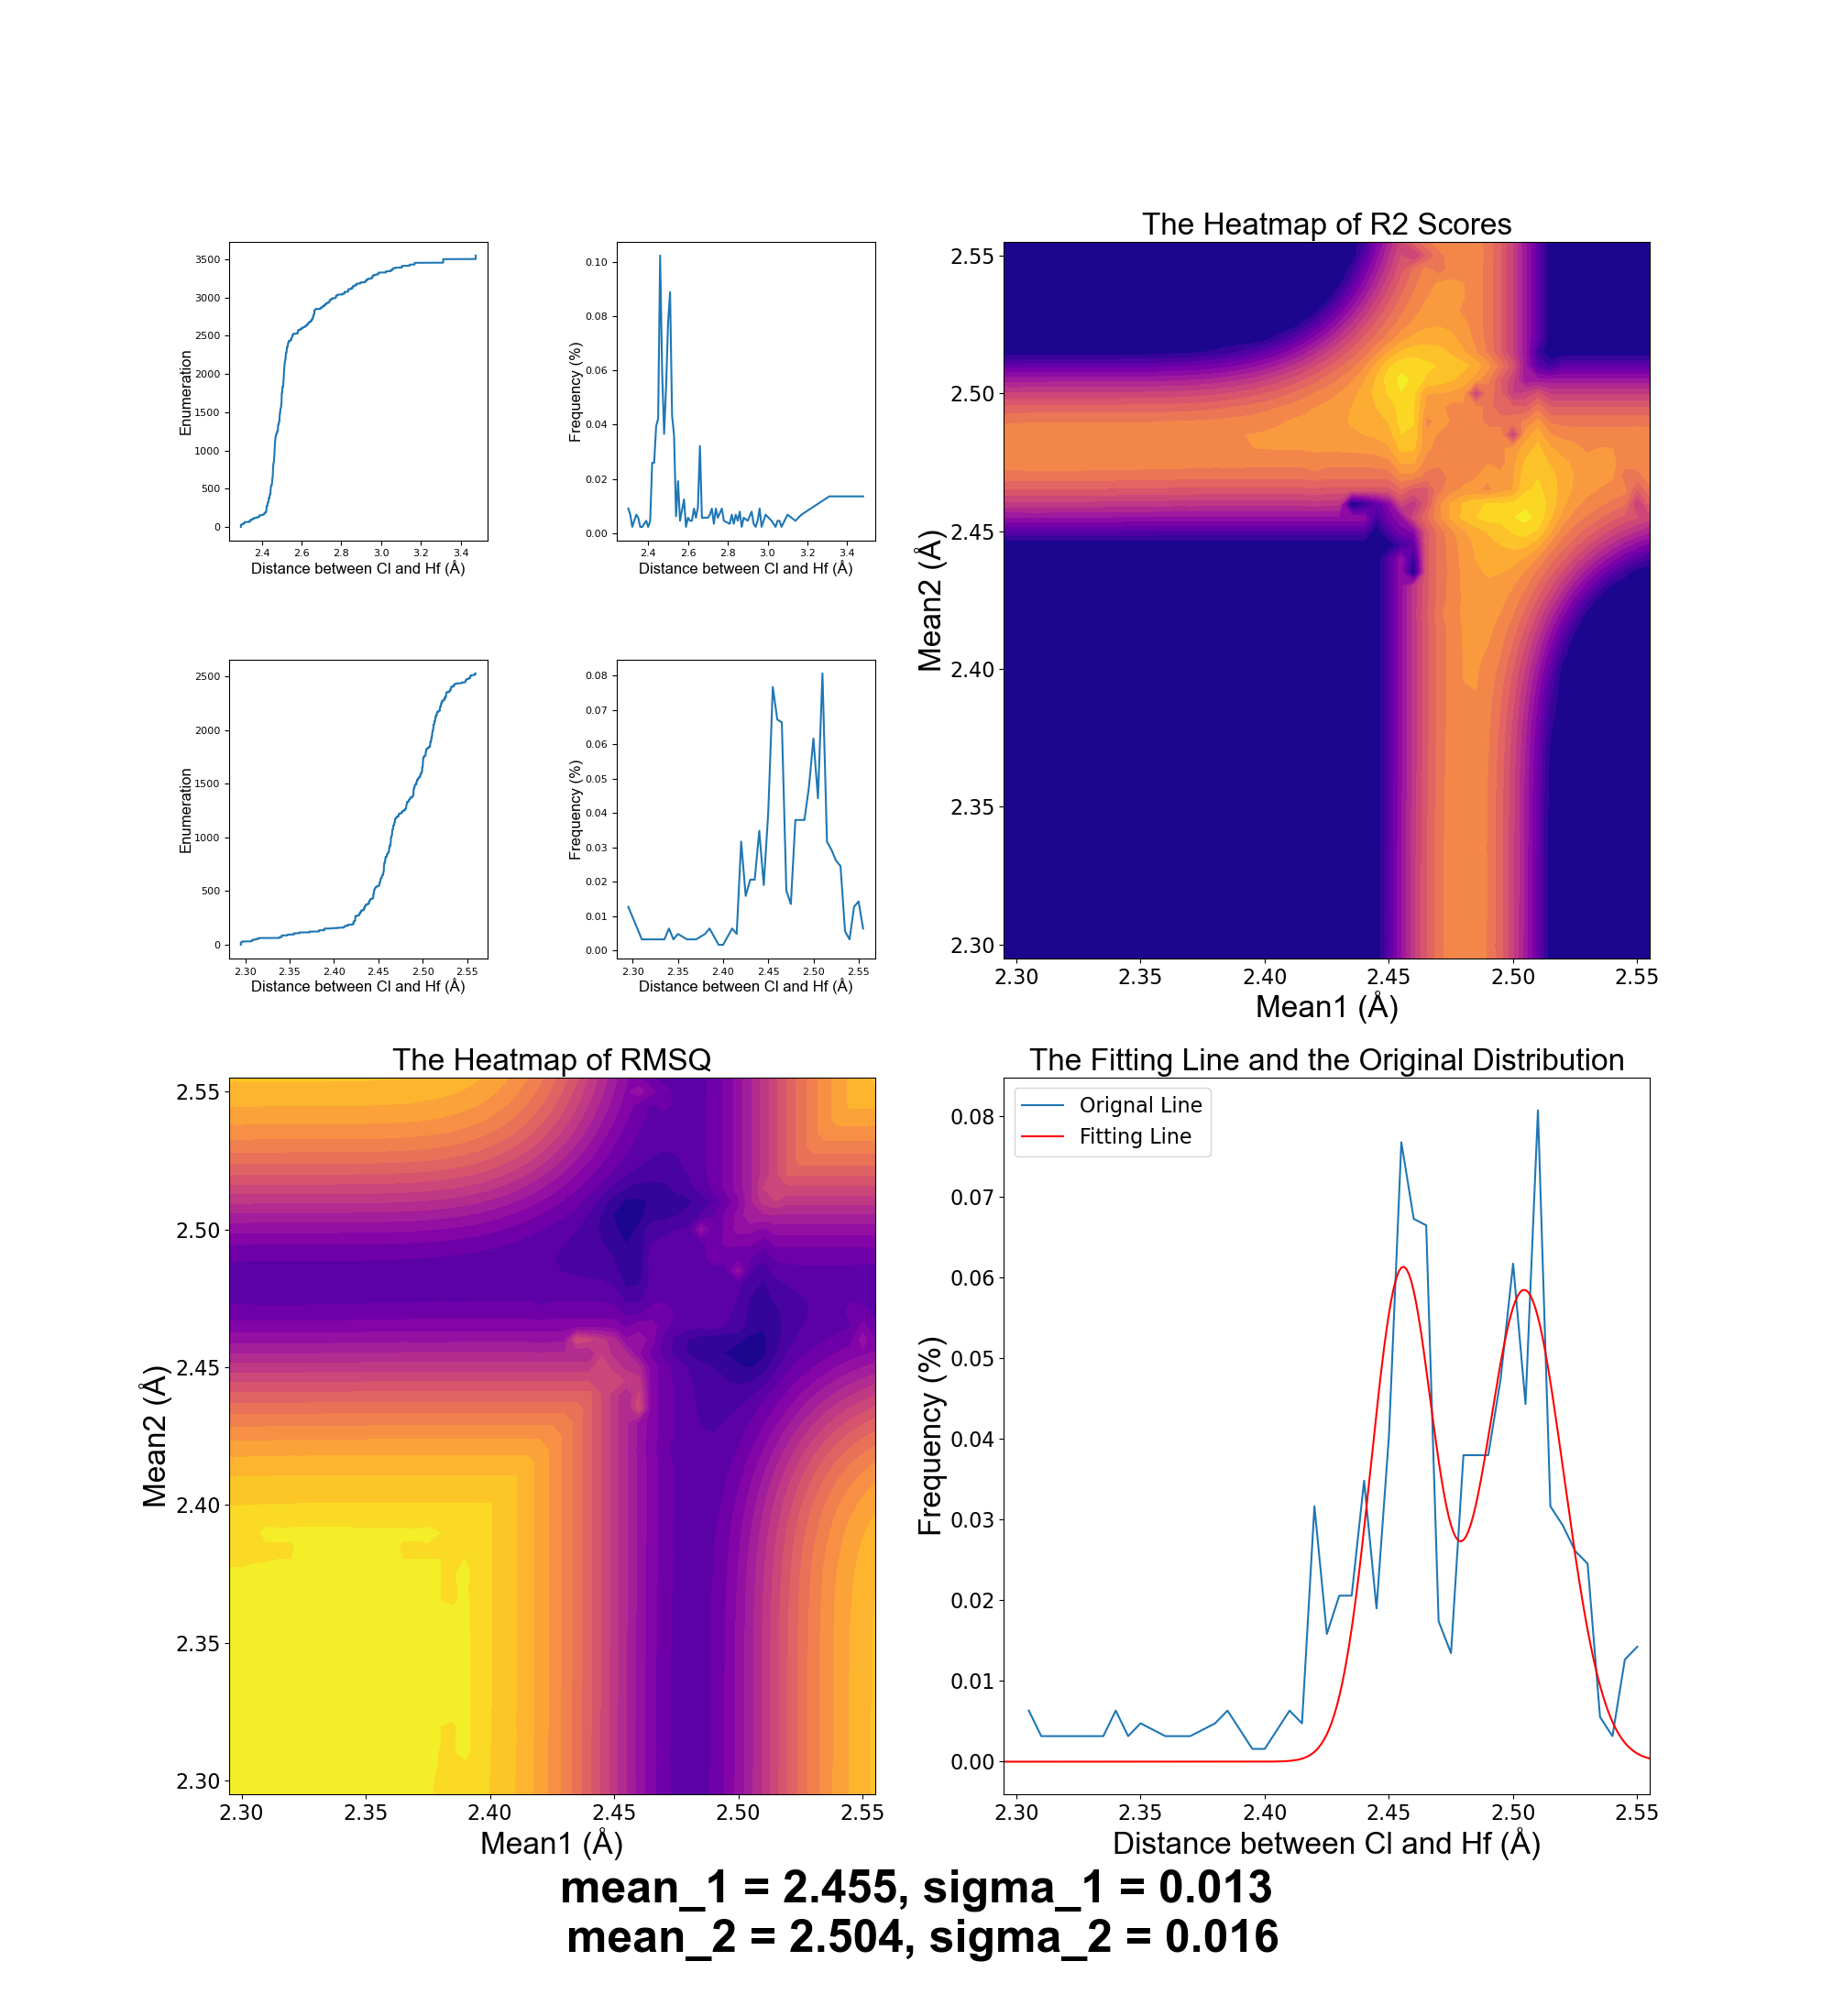 3500
3000
2500
2000
1500
1000
500
0
Enumeration
2.4 2.6 2.8 3.0 3.2 3.4
Distance between Cl and Hf (Å)
0.10
0.08
0.06
0.04
0.02
0.00
Frequency (%)
2.4 2.6 2.8 3.0 3.2 3.4
Distance between Cl and Hf (Å)
The Heatmap of R2 Scores
2.55
2.50
2.45
2.40
2.35
2.30
Mean2 (Å)
2.30 2.35 2.40 2.45 2.50 2.55
Mean1 (Å)
2500
2000
1500
1000
500
0
Enumeration
2.30 2.35 2.40 2.45 2.50 2.55
Distance between Cl and Hf (Å)
0.08
0.07
0.06
0.05
0.04
0.03
0.02
0.01
0.00
Frequency (%)
2.30 2.35 2.40 2.45 2.50 2.55
Distance between Cl and Hf (Å)
The Heatmap of RMSQ
2.55
2.50
2.45
2.40
2.35
2.30
Mean2 (Å)
2.30 2.35 2.40 2.45 2.50 2.55
Mean1 (Å)
The Fitting Line and the Original Distribution
Orignal Line
Fitting Line
0.08
0.07
0.06
0.05
0.04
0.03
0.02
0.01
0.00
Frequency (%)
2.30 2.35 2.40 2.45 2.50 2.55
Distance between Cl and Hf (Å)
mean_1 = 2.455, sigma_1 = 0.013
mean_2 = 2.504, sigma_2 = 0.016